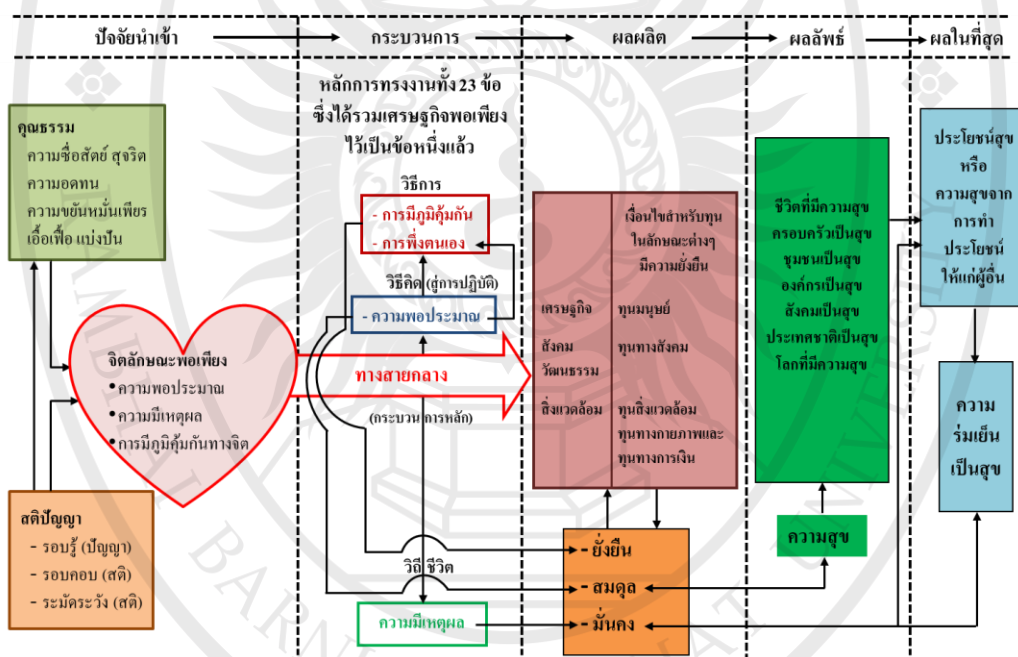 ปัจจัยนำเข้า
กระบวนการ
ผลผลิต
ผลลัพธ์
ผลในที่สุด
คุณธรรม
ความซื่อสัตย์ สุจริต
ความอดทน
ความขยันหมั่นเพียร
เอื้อเฟื้อ แบ่งปัน
จิตลักษณะพอเพียง
•ความพอประมาณ
•ความมีเหตุผล
•การมีภูมิคุ้มกันทางจิต
สติปัญญา
- รอบรู้ (ปัญญา)
- รอบคอบ (สติ)
- ระมัดระวัง (สติ)
หลักการทรงงานทั้ง 23 ข้อ
ซึ่งได้รวมเศรษฐกิจพอเพียง
ไว้เป็นข้อหนึ่งแล้ว
วิธีการ
- การมีภูมิคุ้มกัน
- การพึ่งตนเอง
วิธีคิด (สู่การปฏิบัติ)
- ความพอประมาณ
ทางสายกลาง
(กระบวน การหลัก)
วิถี ชีวิต
ความมีเหตุผล
เงื่อนไขสำหรับทุน
ในลักษณะต่างๆ
มีความยั่งยืน
เศรษฐกิจ ทุนมนุษย์
สังคม ทุนทางสังคม
วัฒนธรรม
สิ่งแวดล้อม ทุนสิ่งแวดล้อม
ทุนทางกายภาพและ
ทุนทางการเงิน
- ยั่งยืน
- สมดุล
- มั่นคง
ชีวิตที่มีความสุข
ครอบครัวเป็นสุข
ชุมชนเป็นสุข
องค์กรเป็นสุข
สังคมเป็นสุข
ประเทศชาติเป็นสุข
โลกที่มีความสุข
ความสุข
ประโยชน์สุข
หรือ
ความสุขจาก
การทำ
ประโยชน์
ให้แก่ผู้อื่น
ความ
ร่มเย็น
เป็นสุข